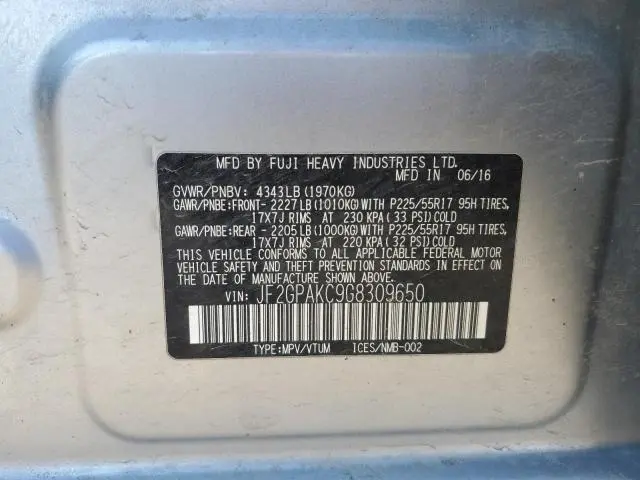 MFD BY FUJI HEAVY INDUSTRIES LTD.
MFD IN 06/16
GVWR/PNBV: 4343LB(1970KG)
GAWR/PNBE:FRONT- 2227LB(1010KG)WITH P225/55R17 95H TIRES,
17X7J RIMS AT 230 KPA(33 PSI)COLD
GAWR/PNBE:REAR - 2205LB(1000KG)WITH P225/55R17 95H TIRES,
17X7J RIMS AT 220 KPA(32 PSI)COLD
THIS VEHICLE CONFORMS TO ALL APPLICABLE FEDERAL MOTOR
VEHICLE SAFETY AND THEFT PREVENTION STANDARDS IN EFFECT ON
THE DATE OF MANUFACTURE SHOWN ABOVE.
VIN: JF2GPAKC9G8309650
TYPE:MPV/VTUM ICES/NMB-002